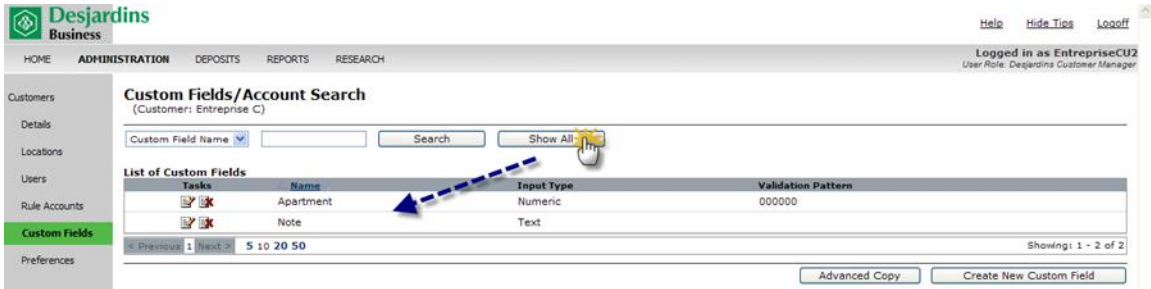 Desjardins
Business
Help Hide Tips Logoff
HOME ADMINISTRATION DEPOSITS REPORTS RESEARCH
Logged in as EntrepriseCU2
User Role: Desjardins Customer Manager
Customers
Details
Locations
Users
Rule Accounts
Custom Fields
Preferences
Custom Fields/Account Search
(Customer: Entreprise C)
Custom Field Name Search Show All
List of Custom Fields
Tasks Name Input Type Validation Pattern
Apartment Numeric 000000
Note Text
< Previous 1 Next > 5 10 20 50 Showing: 1 - 2 of 2
Advanced Copy Create New Custom Field